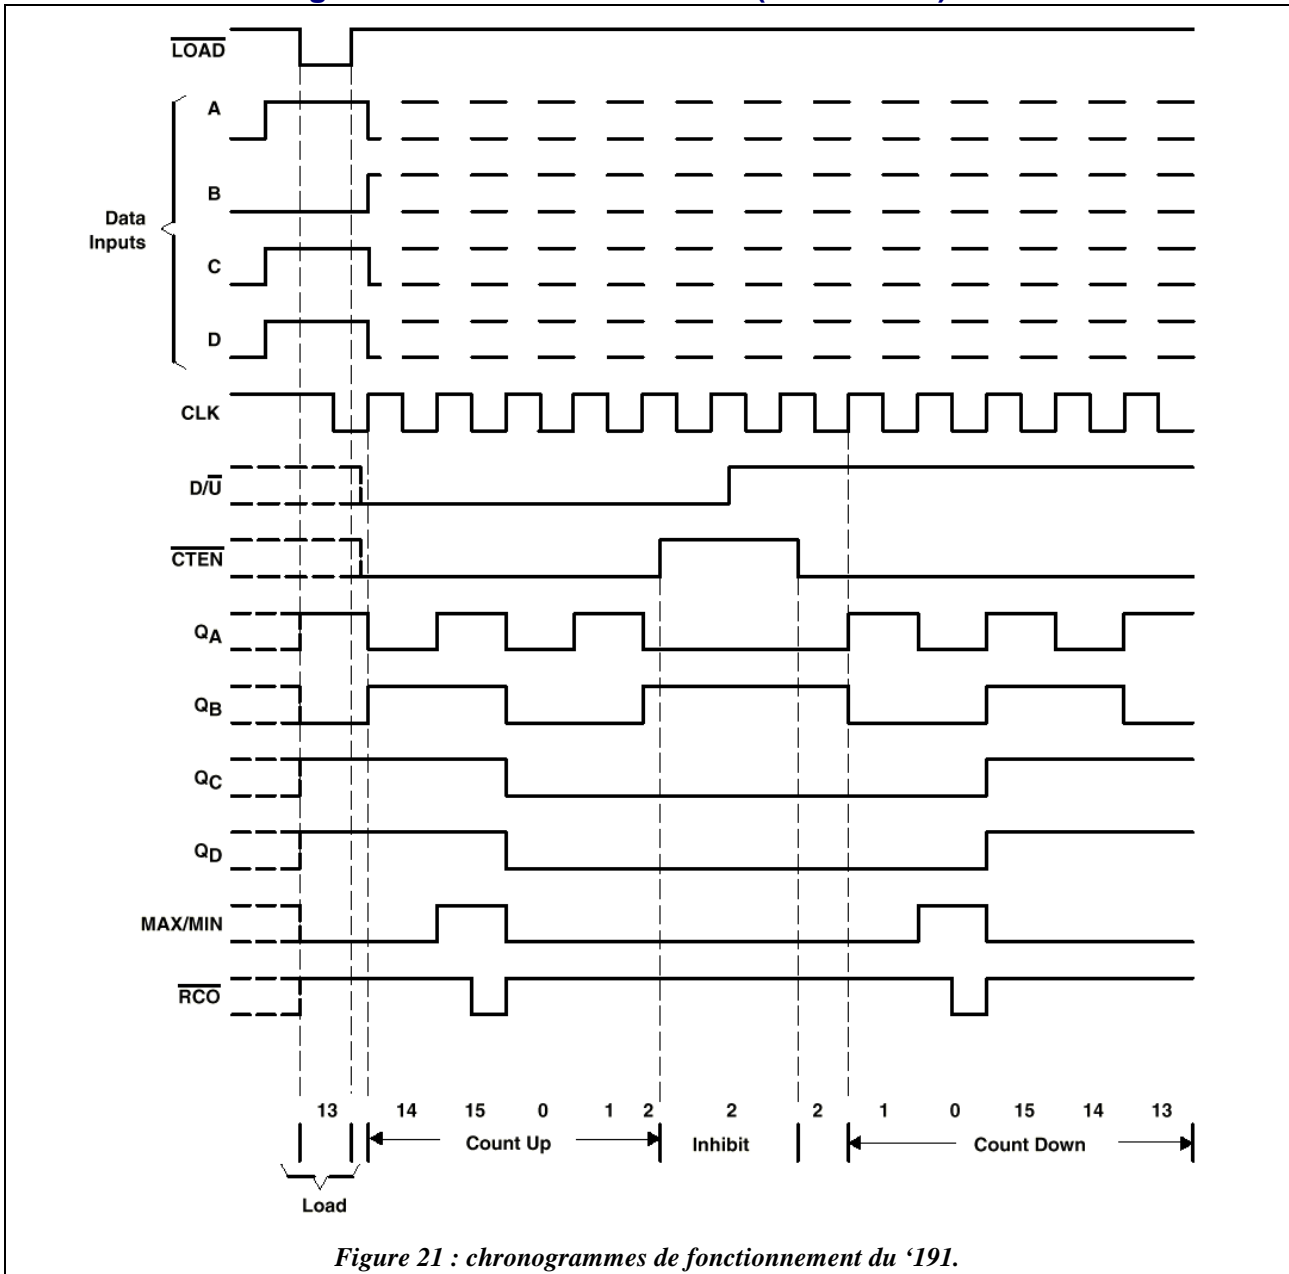 LOAD
A
B
Data
Inputs
C
D
CLK
D/U
CTEN
QA
QB
QC
QD
MAX/MIN
RCO
13 14 15 0 1 2 2 2 1 0 15 14 13
Count Up Inhibit Count Down
Load
Figure 21 : chronogrammes de fonctionnement du ‘191.